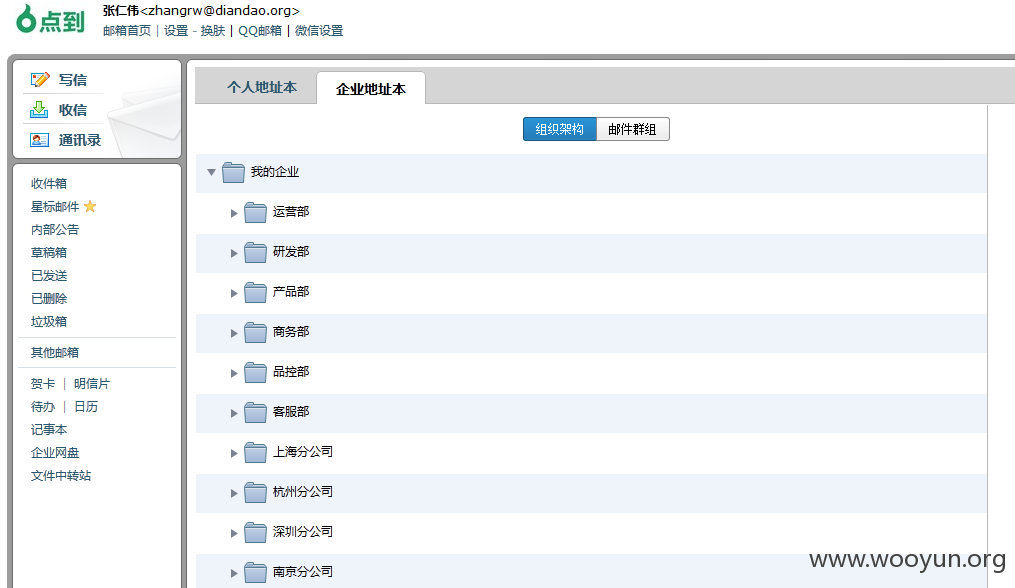 点到
张仁伟<zhangrw@diandao.org>
邮箱首页 | 设置 - 换肤 | QQ邮箱 | 微信设置
写信
收信
通讯录
收件箱
星标邮件
内部公告
草稿箱
已发送
已删除
垃圾箱
其他邮箱
贺卡 | 明信片
待办 | 日历
记事本
企业网盘
文件中转站
个人地址本 企业地址本
组织架构 邮件群组
我的企业
运营部
研发部
产品部
商务部
品控部
客服部
上海分公司
杭州分公司
深圳分公司
南京分公司
www.wooyun.org